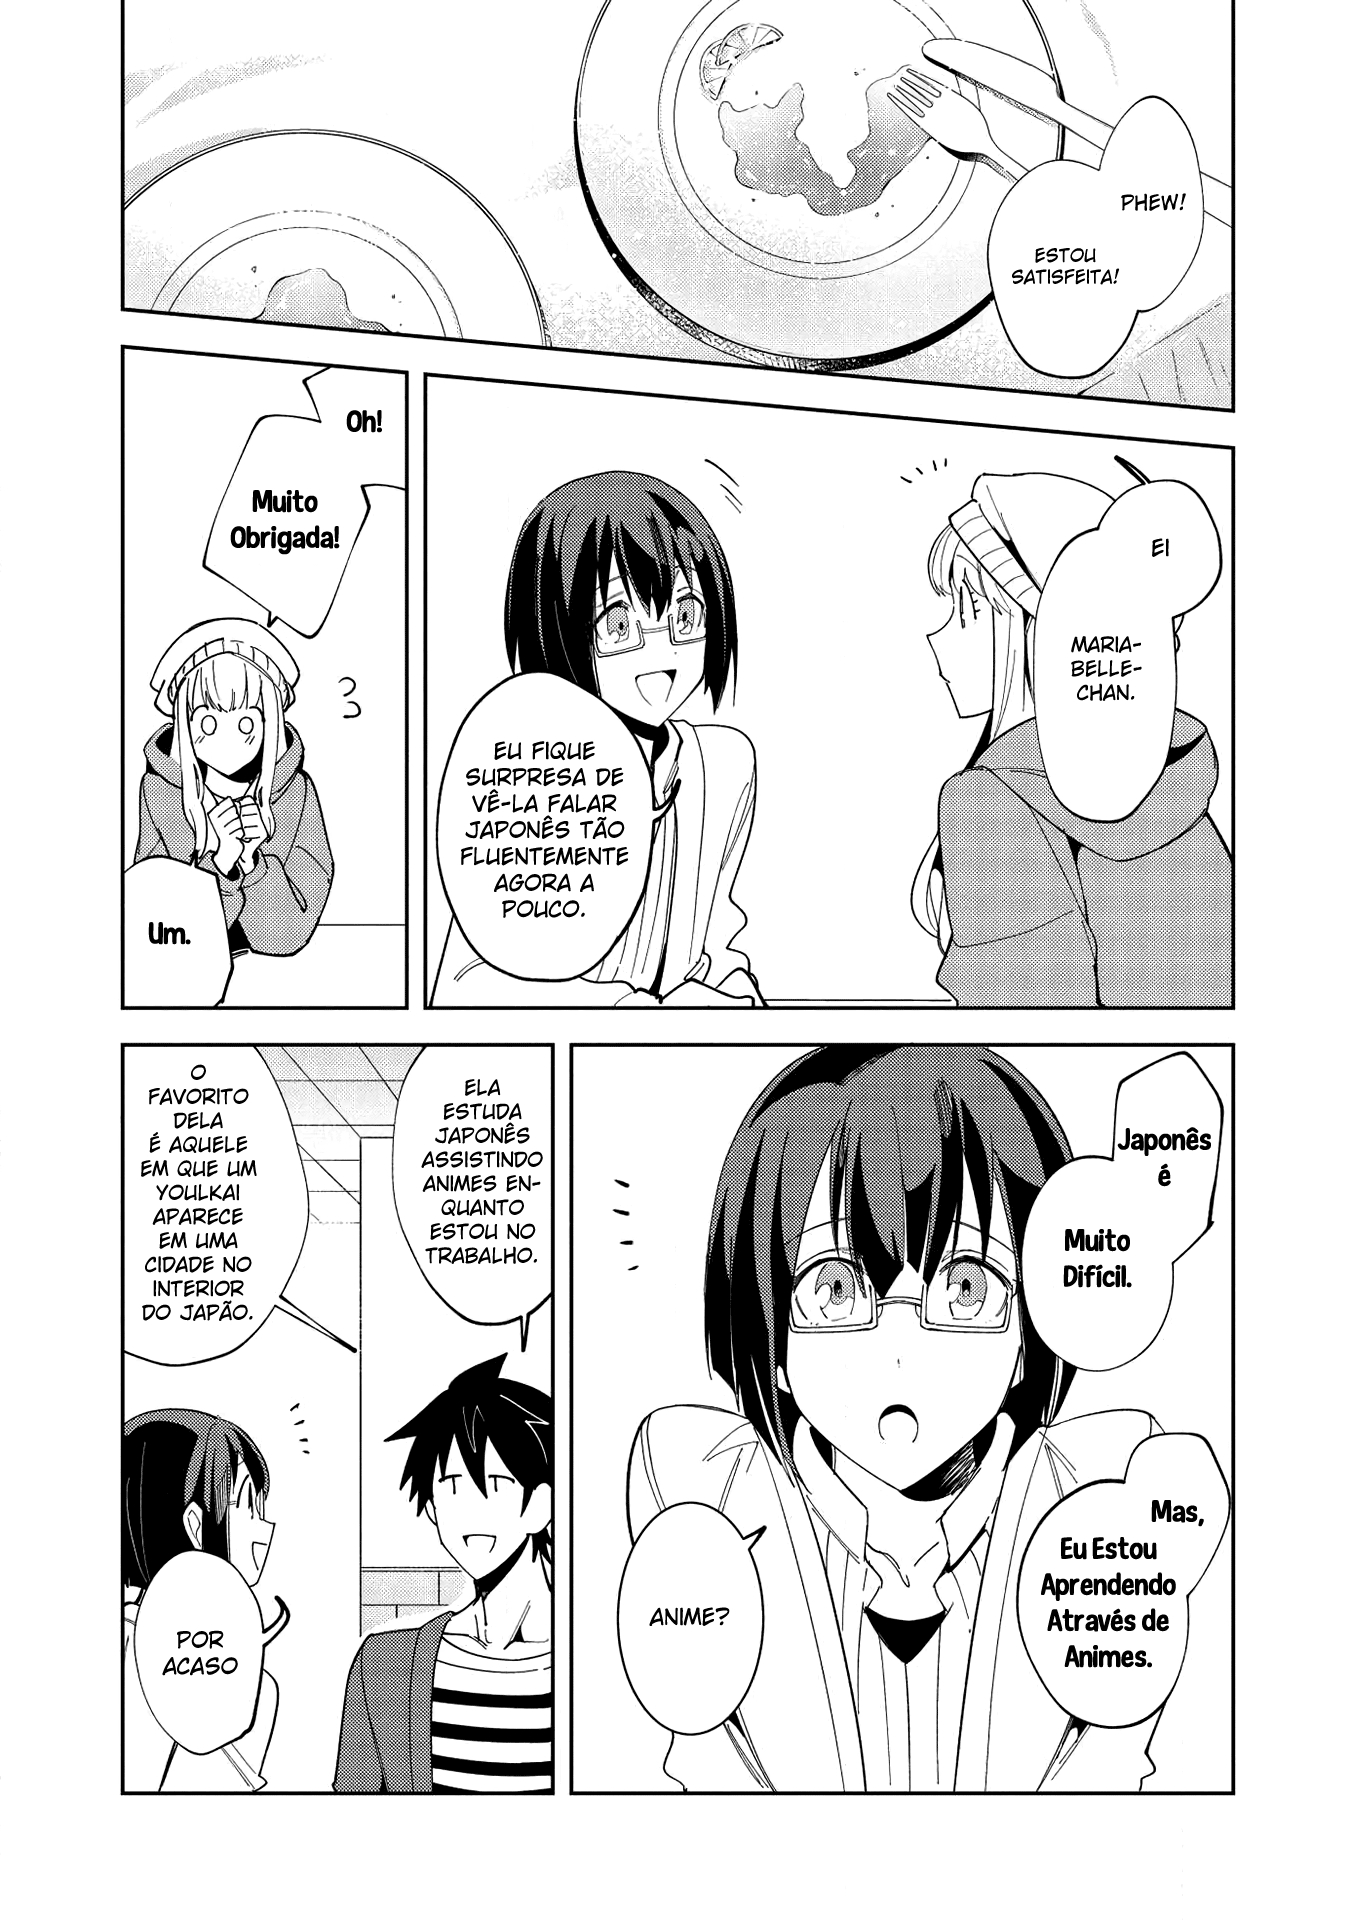 PHEW!
ESTOU
SATISFEITA!
EI
MARIA-
BELLE-
CHAN.
EU FIQUE
SURPRESA DE
VÊ-LA FALAR
JAPONÊS TÃO
FLUENTEMENTE
AGORA A
POUCO.
Oh!
Muito
Obrigada!
Um.
Japonês
é
Muito
Difícil.
Mas,
Eu Estou
Aprendendo
Através de
Animes.
ANIME?
ELA
ESTUDA
JAPONÊS
ASSISTINDO
ANIMES EN-
QUANTO
ESTOU NO
TRABALHO.
O
FAVORITO
DELA
É AQUELE
EM QUE UM
YOULKAI
APARECE
EM UMA
CIDADE NO
INTERIOR
DO JAPÃO.
POR
ACASO